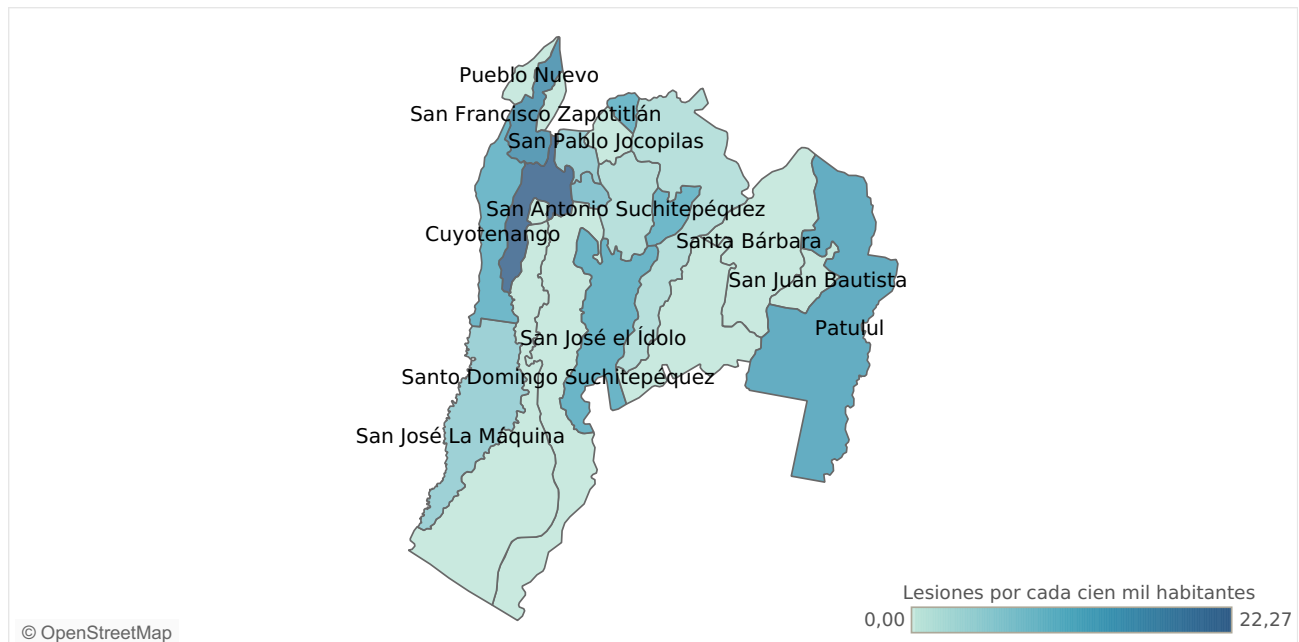 Pueblo Nuevo
San Francisco Zapotitlán
San Pablo Jocopilas
San Antonio Suchitepéquez
Cuyotenango
Santa Bárbara
San Juan Bautista
Patulul
San José el Ídolo
Santo Domingo Suchitepéquez
San José La Máquina
Lesiones por cada cien mil habitantes
0,00 22,27
© OpenStreetMap